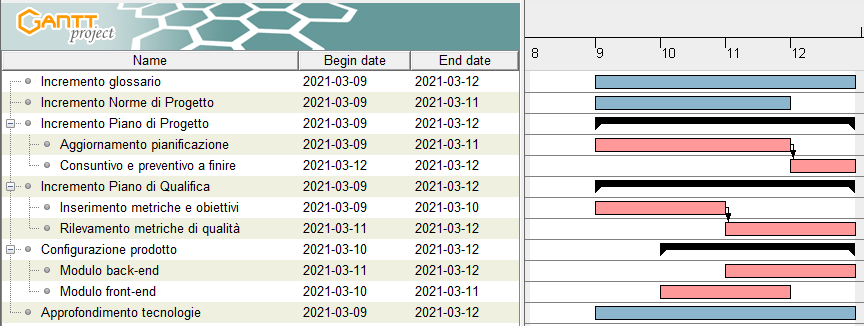 GANTT
project
Name Begin date End date
8 9 10 11 12
Incremento glossario 2021-03-09 2021-03-12
Incremento Norme di Progetto 2021-03-09 2021-03-11
Incremento Piano di Progetto 2021-03-09 2021-03-12
Aggiornamento pianificazione 2021-03-09 2021-03-11
Consuntivo e preventivo a finire 2021-03-12 2021-03-12
Incremento Piano di Qualifica 2021-03-09 2021-03-12
Inserimento metriche e obiettivi 2021-03-09 2021-03-10
Rilevamento metriche di qualità 2021-03-11 2021-03-12
Configurazione prodotto 2021-03-10 2021-03-12
Modulo back-end 2021-03-11 2021-03-12
Modulo front-end 2021-03-10 2021-03-11
Approfondimento tecnologie 2021-03-09 2021-03-12